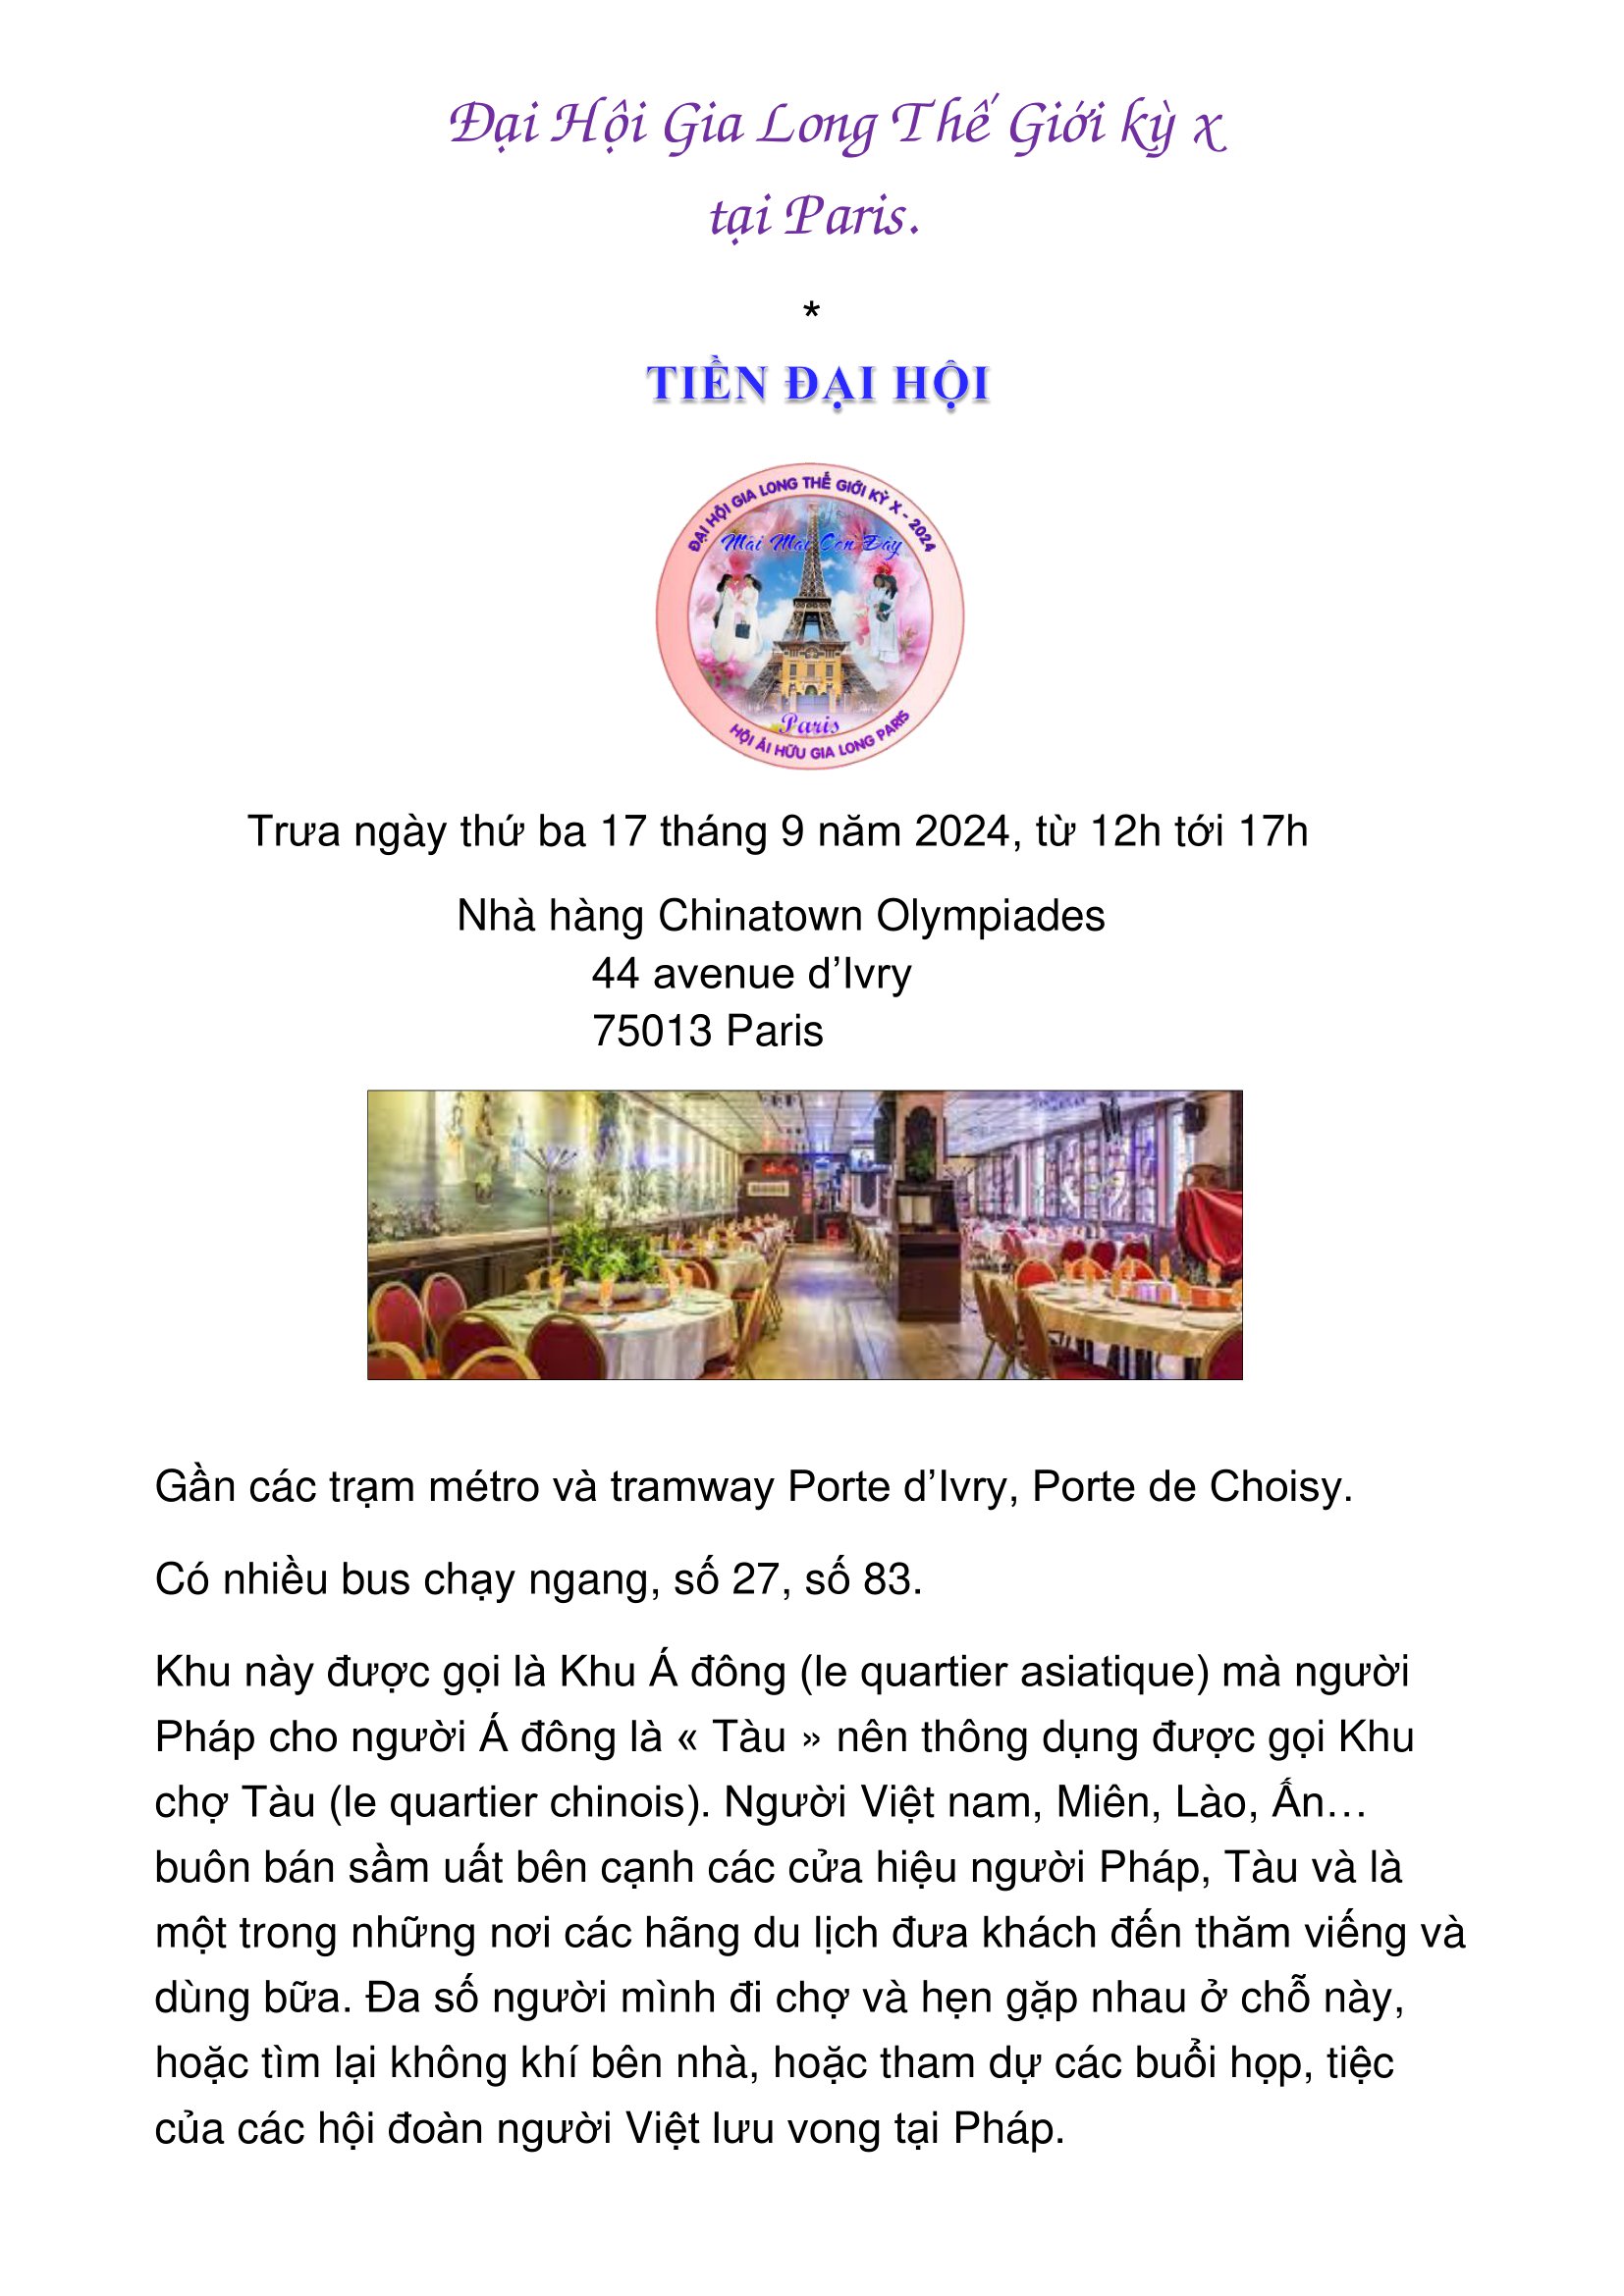 Đại Hội Gia Long Thế Giới kỳ x
tại Paris.
*
TIỀN ĐẠI HỘI
ĐẠI HỘI GIA LONG THẾ GIỚI KỲ X - 2024
Mãi Mãi Còn Đây
Paris
HỘI ÁI HỮU GIA LONG PARIS
Trưa ngày thứ ba 17 tháng 9 năm 2024, từ 12h tới 17h
Nhà hàng Chinatown Olympiades
44 avenue d’Ivry
75013 Paris
Gần các trạm métro và tramway Porte d’Ivry, Porte de Choisy.
Có nhiều bus chạy ngang, số 27, số 83.
Khu này được gọi là Khu Á đông (le quartier asiatique) mà người
Pháp cho người Á đông là « Tàu » nên thông dụng được gọi Khu
chợ Tàu (le quartier chinois). Người Việt nam, Miên, Lào, Ấn…
buôn bán sầm uất bên cạnh các cửa hiệu người Pháp, Tàu và là
một trong những nơi các hãng du lịch đưa khách đến thăm viếng và
dùng bữa. Đa số người mình đi chợ và hẹn gặp nhau ở chỗ này,
hoặc tìm lại không khí bên nhà, hoặc tham dự các buổi họp, tiệc
của các hội đoàn người Việt lưu vong tại Pháp.